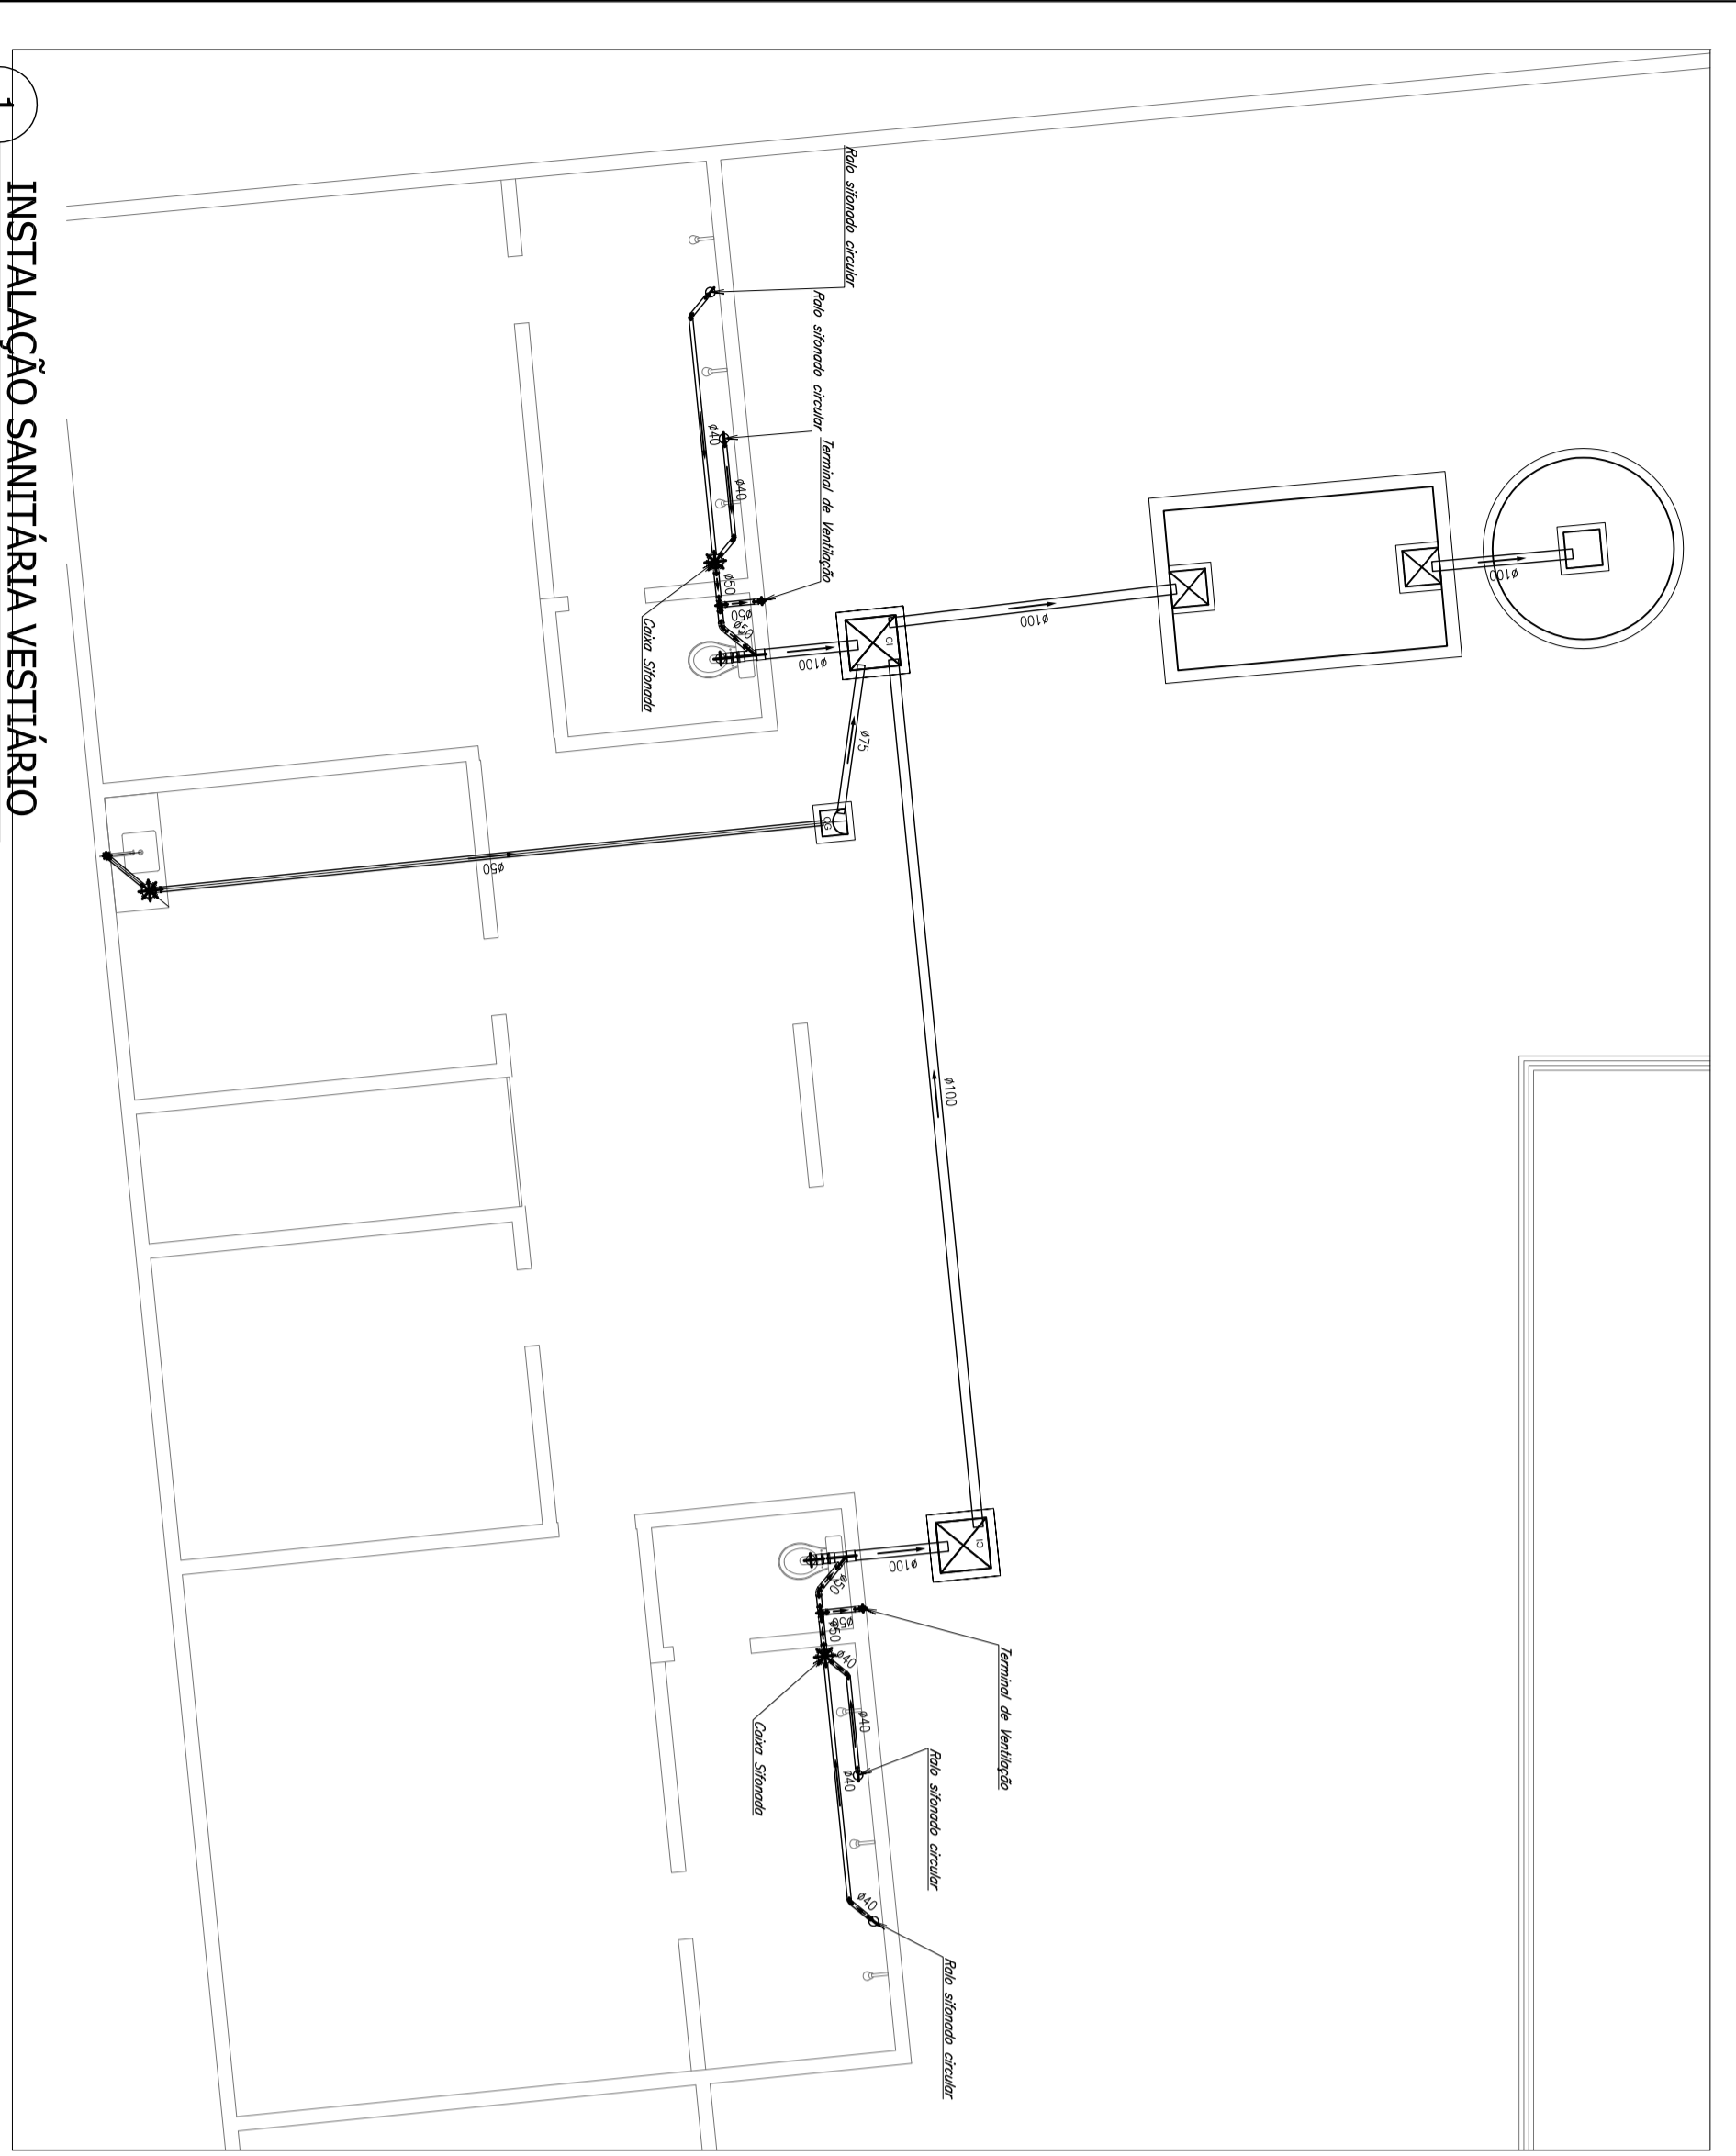 1
INSTALAÇÃO SANITÁRIA VESTIÁRIO
Ralo sifonado circular
Ralo sifonado circular
Terminal de Ventilação
Caixa Sifonada
ø40
ø40
ø50
ø50
ø50
ø100
CI
ø100
ø100
ø75
CG
ø50
ø100
CI
ø100
ø50
ø50
ø50
ø40
ø40
ø40
ø40
Terminal de Ventilação
Caixa Sifonada
Ralo sifonado circular
Ralo sifonado circular